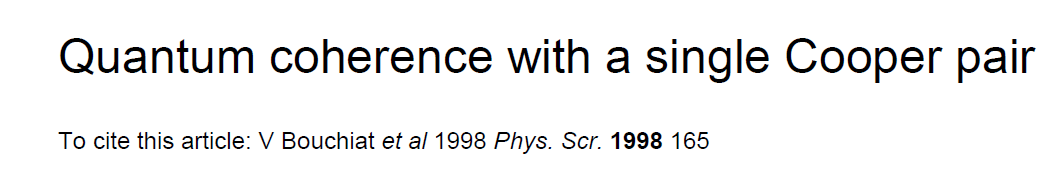 Quantum coherence with a single Cooper pair
To cite this article: V Bouchiat et al 1998 Phys. Scr. 1998 165